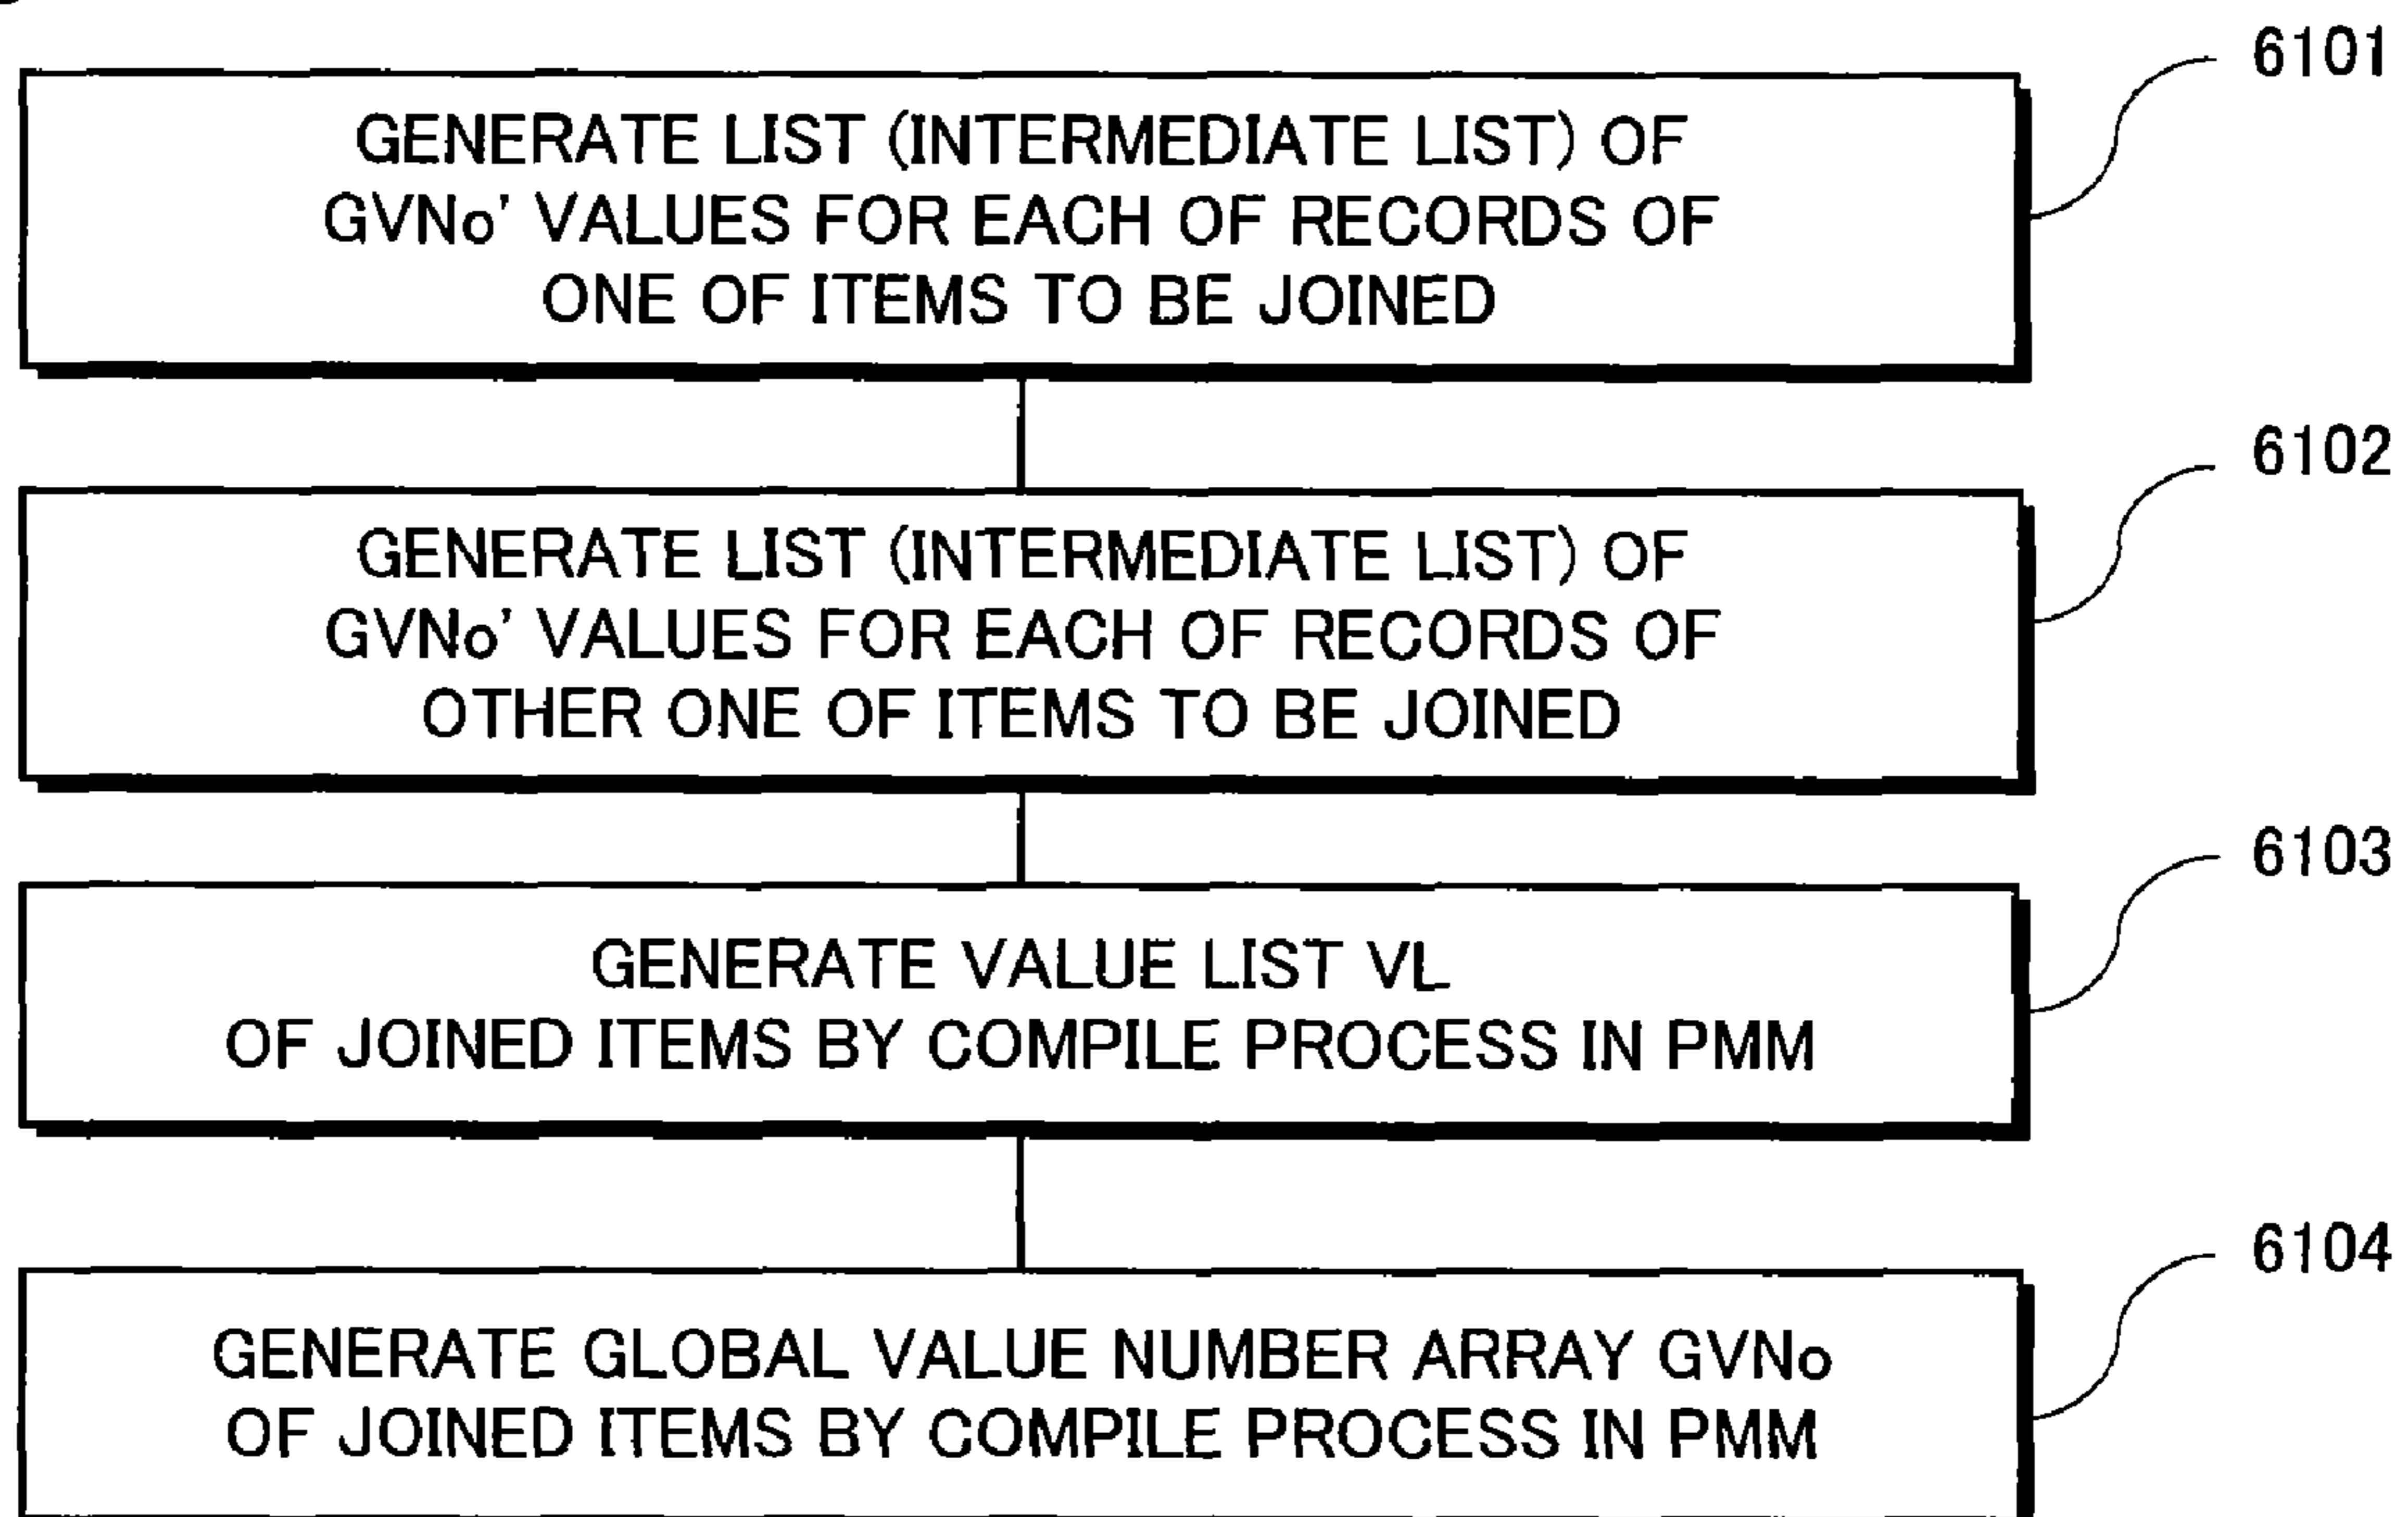 6101
GENERATE LIST (INTERMEDIATE LIST) OF
GVNo' VALUES FOR EACH OF RECORDS OF
ONE OF ITEMS TO BE JOINED
6102
GENERATE LIST (INTERMEDIATE LIST) OF
GVNo' VALUES FOR EACH OF RECORDS OF
OTHER ONE OF ITEMS TO BE JOINED
6103
GENERATE VALUE LIST VL
OF JOINED ITEMS BY COMPILE PROCESS IN PMM
6104
GENERATE GLOBAL VALUE NUMBER ARRAY GVNo
OF JOINED ITEMS BY COMPILE PROCESS IN PMM